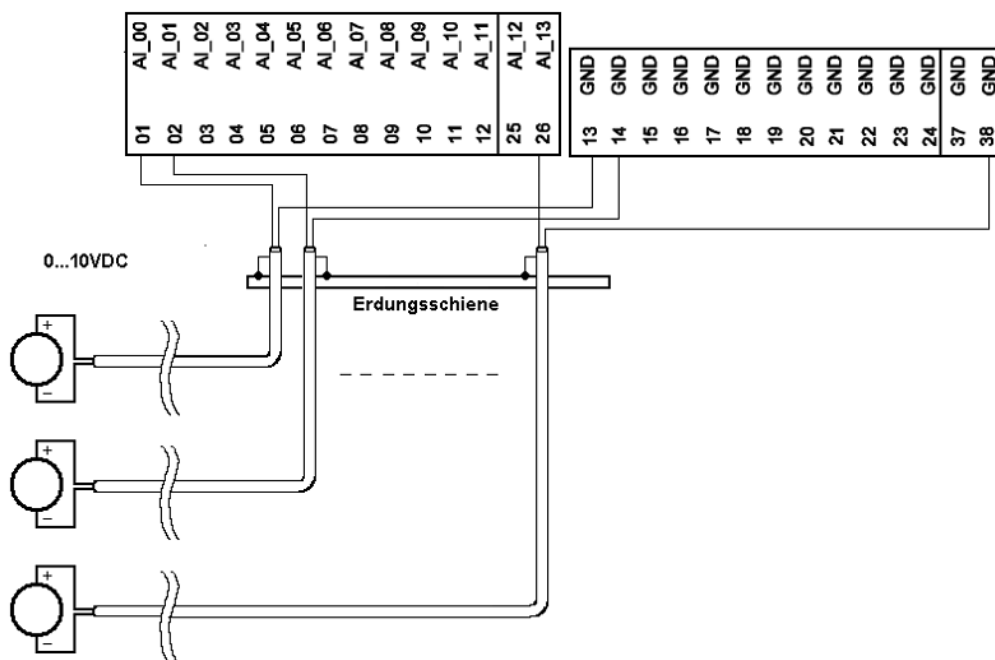 AI_00 AI_01 AI_02 AI_03 AI_04 AI_05 AI_06 AI_07 AI_08 AI_09 AI_10 AI_11 AI_12 AI_13
01 02 03 04 05 06 07 08 09 10 11 12 25 26
GND GND GND GND GND GND GND GND GND GND GND GND GND GND
13 14 15 16 17 18 19 20 21 22 23 24 37 38
0...10VDC
Erdungsschiene
+
−
+
−
+
−